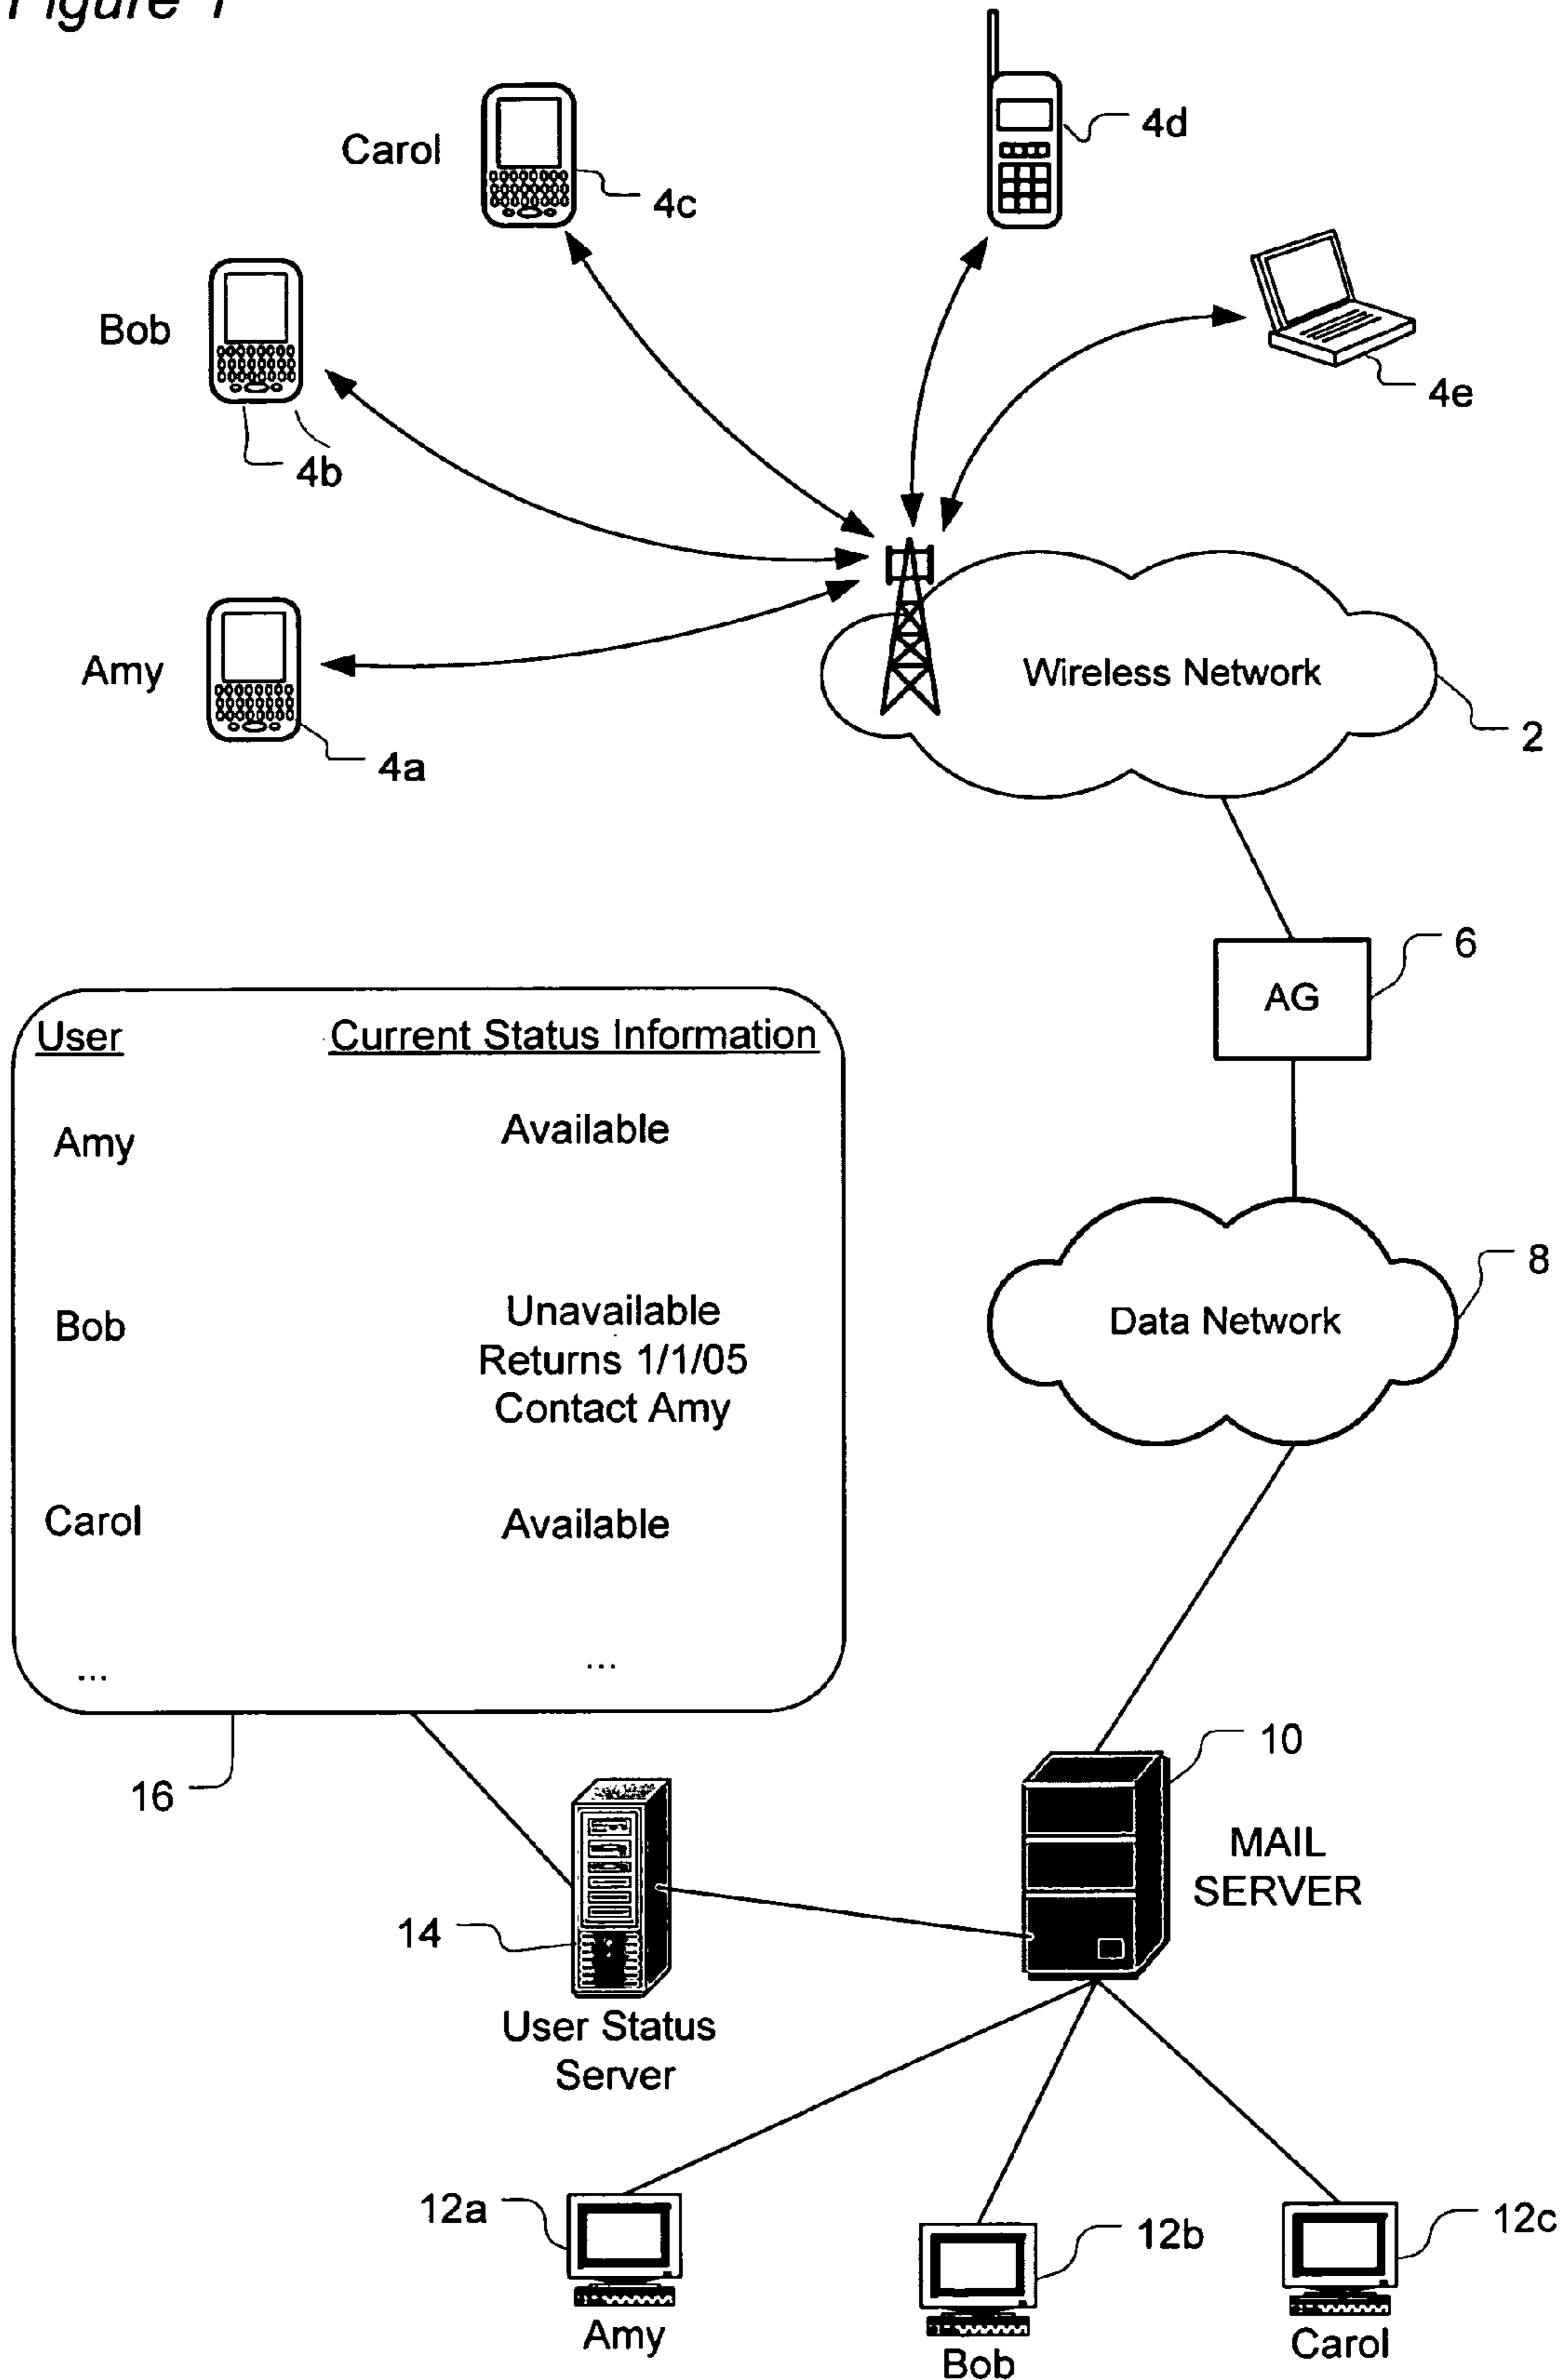 Figure 1
4d
Carol
4c
Bob
4e
4b
Wireless Network
Amy
2
4a
6
AG
User Current Status Information
Amy Available
8
Data Network
Bob Unavailable
Returns 1/1/05
Contact Amy
Carol Available
... ...
10
16
MAIL
SERVER
14
User Status
Server
12a
12b
12c
Amy
Bob
Carol